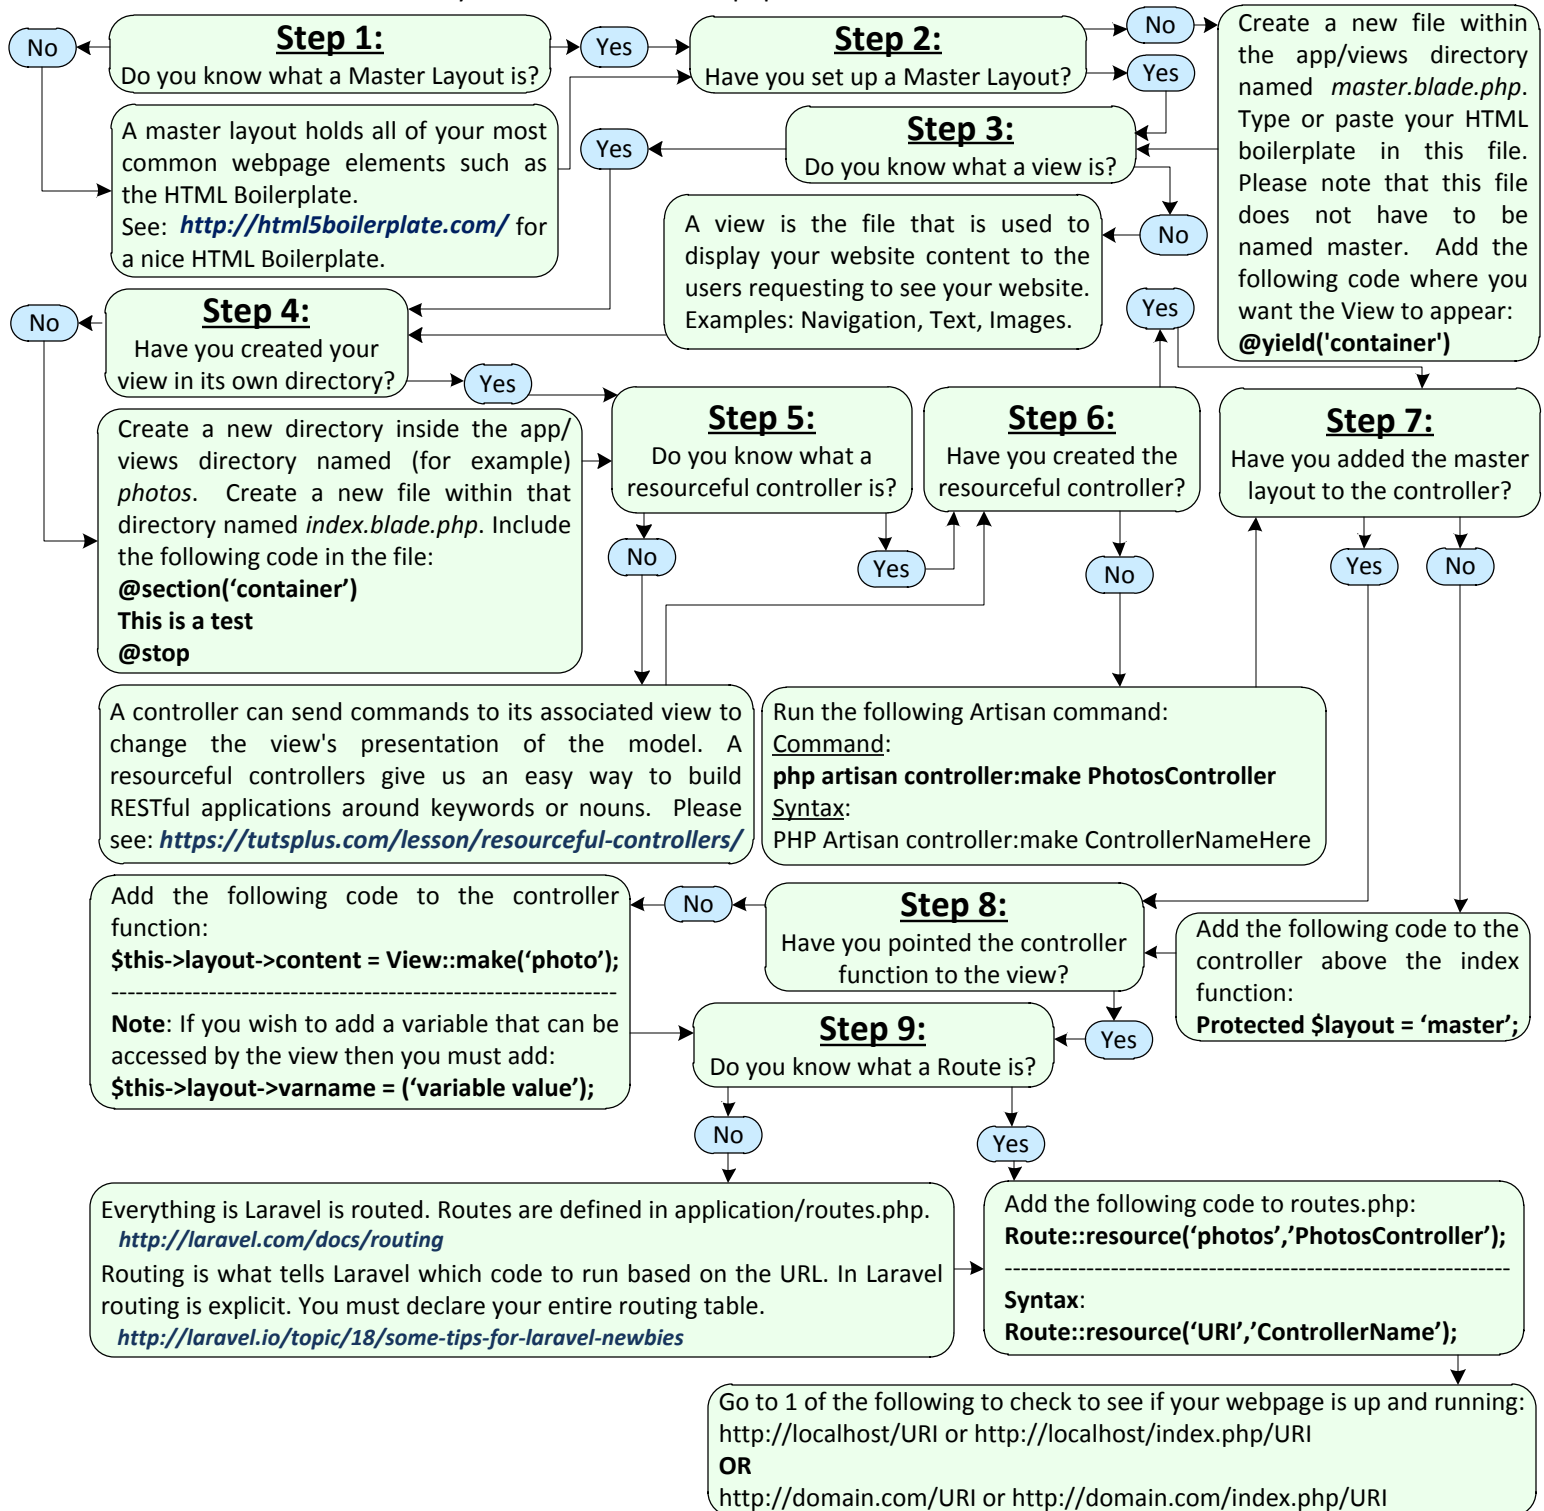 No
Step 1:
Do you know what a Master Layout is?
Yes
Step 2:
Have you set up a Master Layout?
No
Yes
Create a new file within
the app/views directory
named master.blade.php.
Type or paste your HTML
boilerplate in this file.
Please note that this file
does not have to be
named master. Add the
following code where you
want the View to appear:
@yield('container')
A master layout holds all of your most
common webpage elements such as
the HTML Boilerplate.
See: http://html5boilerplate.com/ for
a nice HTML Boilerplate.
Yes
Step 3:
Do you know what a view is?
No
A view is the file that is used to
display your website content to the
users requesting to see your website.
Examples: Navigation, Text, Images.
No
Step 4:
Have you created your
view in its own directory?
Yes
Create a new directory inside the app/
views directory named (for example)
photos. Create a new file within that
directory named index.blade.php. Include
the following code in the file:
@section(‘container’)
This is a test
@stop
Step 5:
Do you know what a
resourceful controller is?
No
Yes
Step 6:
Have you created the
resourceful controller?
Yes
No
Step 7:
Have you added the master
layout to the controller?
Yes
No
A controller can send commands to its associated view to
change the view's presentation of the model. A
resourceful controllers give us an easy way to build
RESTful applications around keywords or nouns. Please
see: https://tutsplus.com/lesson/resourceful-controllers/
Run the following Artisan command:
Command:
php artisan controller:make PhotosController
Syntax:
PHP Artisan controller:make ControllerNameHere
Add the following code to the controller
function:
$this->layout->content = View::make(‘photo’);
--------------------------------------------------------------
Note: If you wish to add a variable that can be
accessed by the view then you must add:
$this->layout->varname = (‘variable value’);
No
Step 8:
Have you pointed the controller
function to the view?
Yes
Add the following code to the
controller above the index
function:
Protected $layout = ‘master’;
Step 9:
Do you know what a Route is?
No
Yes
Everything is Laravel is routed. Routes are defined in application/routes.php.
http://laravel.com/docs/routing
Routing is what tells Laravel which code to run based on the URL. In Laravel
routing is explicit. You must declare your entire routing table.
http://laravel.io/topic/18/some-tips-for-laravel-newbies
Add the following code to routes.php:
Route::resource(‘photos’,’PhotosController’);
--------------------------------------------------------------
Syntax:
Route::resource(‘URI’,’ControllerName’);
Go to 1 of the following to check to see if your webpage is up and running:
http://localhost/URI or http://localhost/index.php/URI
OR
http://domain.com/URI or http://domain.com/index.php/URI